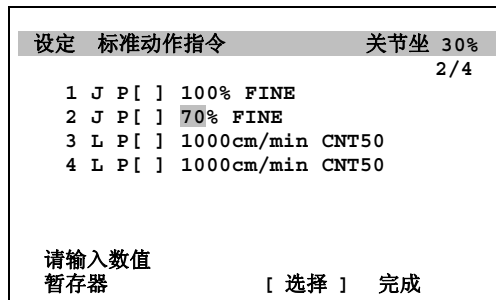 设定 标准动作指令 关节坐 30%
2/4
1 J P[ ] 100% FINE
2 J P[ ] 70% FINE
3 L P[ ] 1000cm/min CNT50
4 L P[ ] 1000cm/min CNT50
请输入数值
暂存器 [ 选择 ] 完成